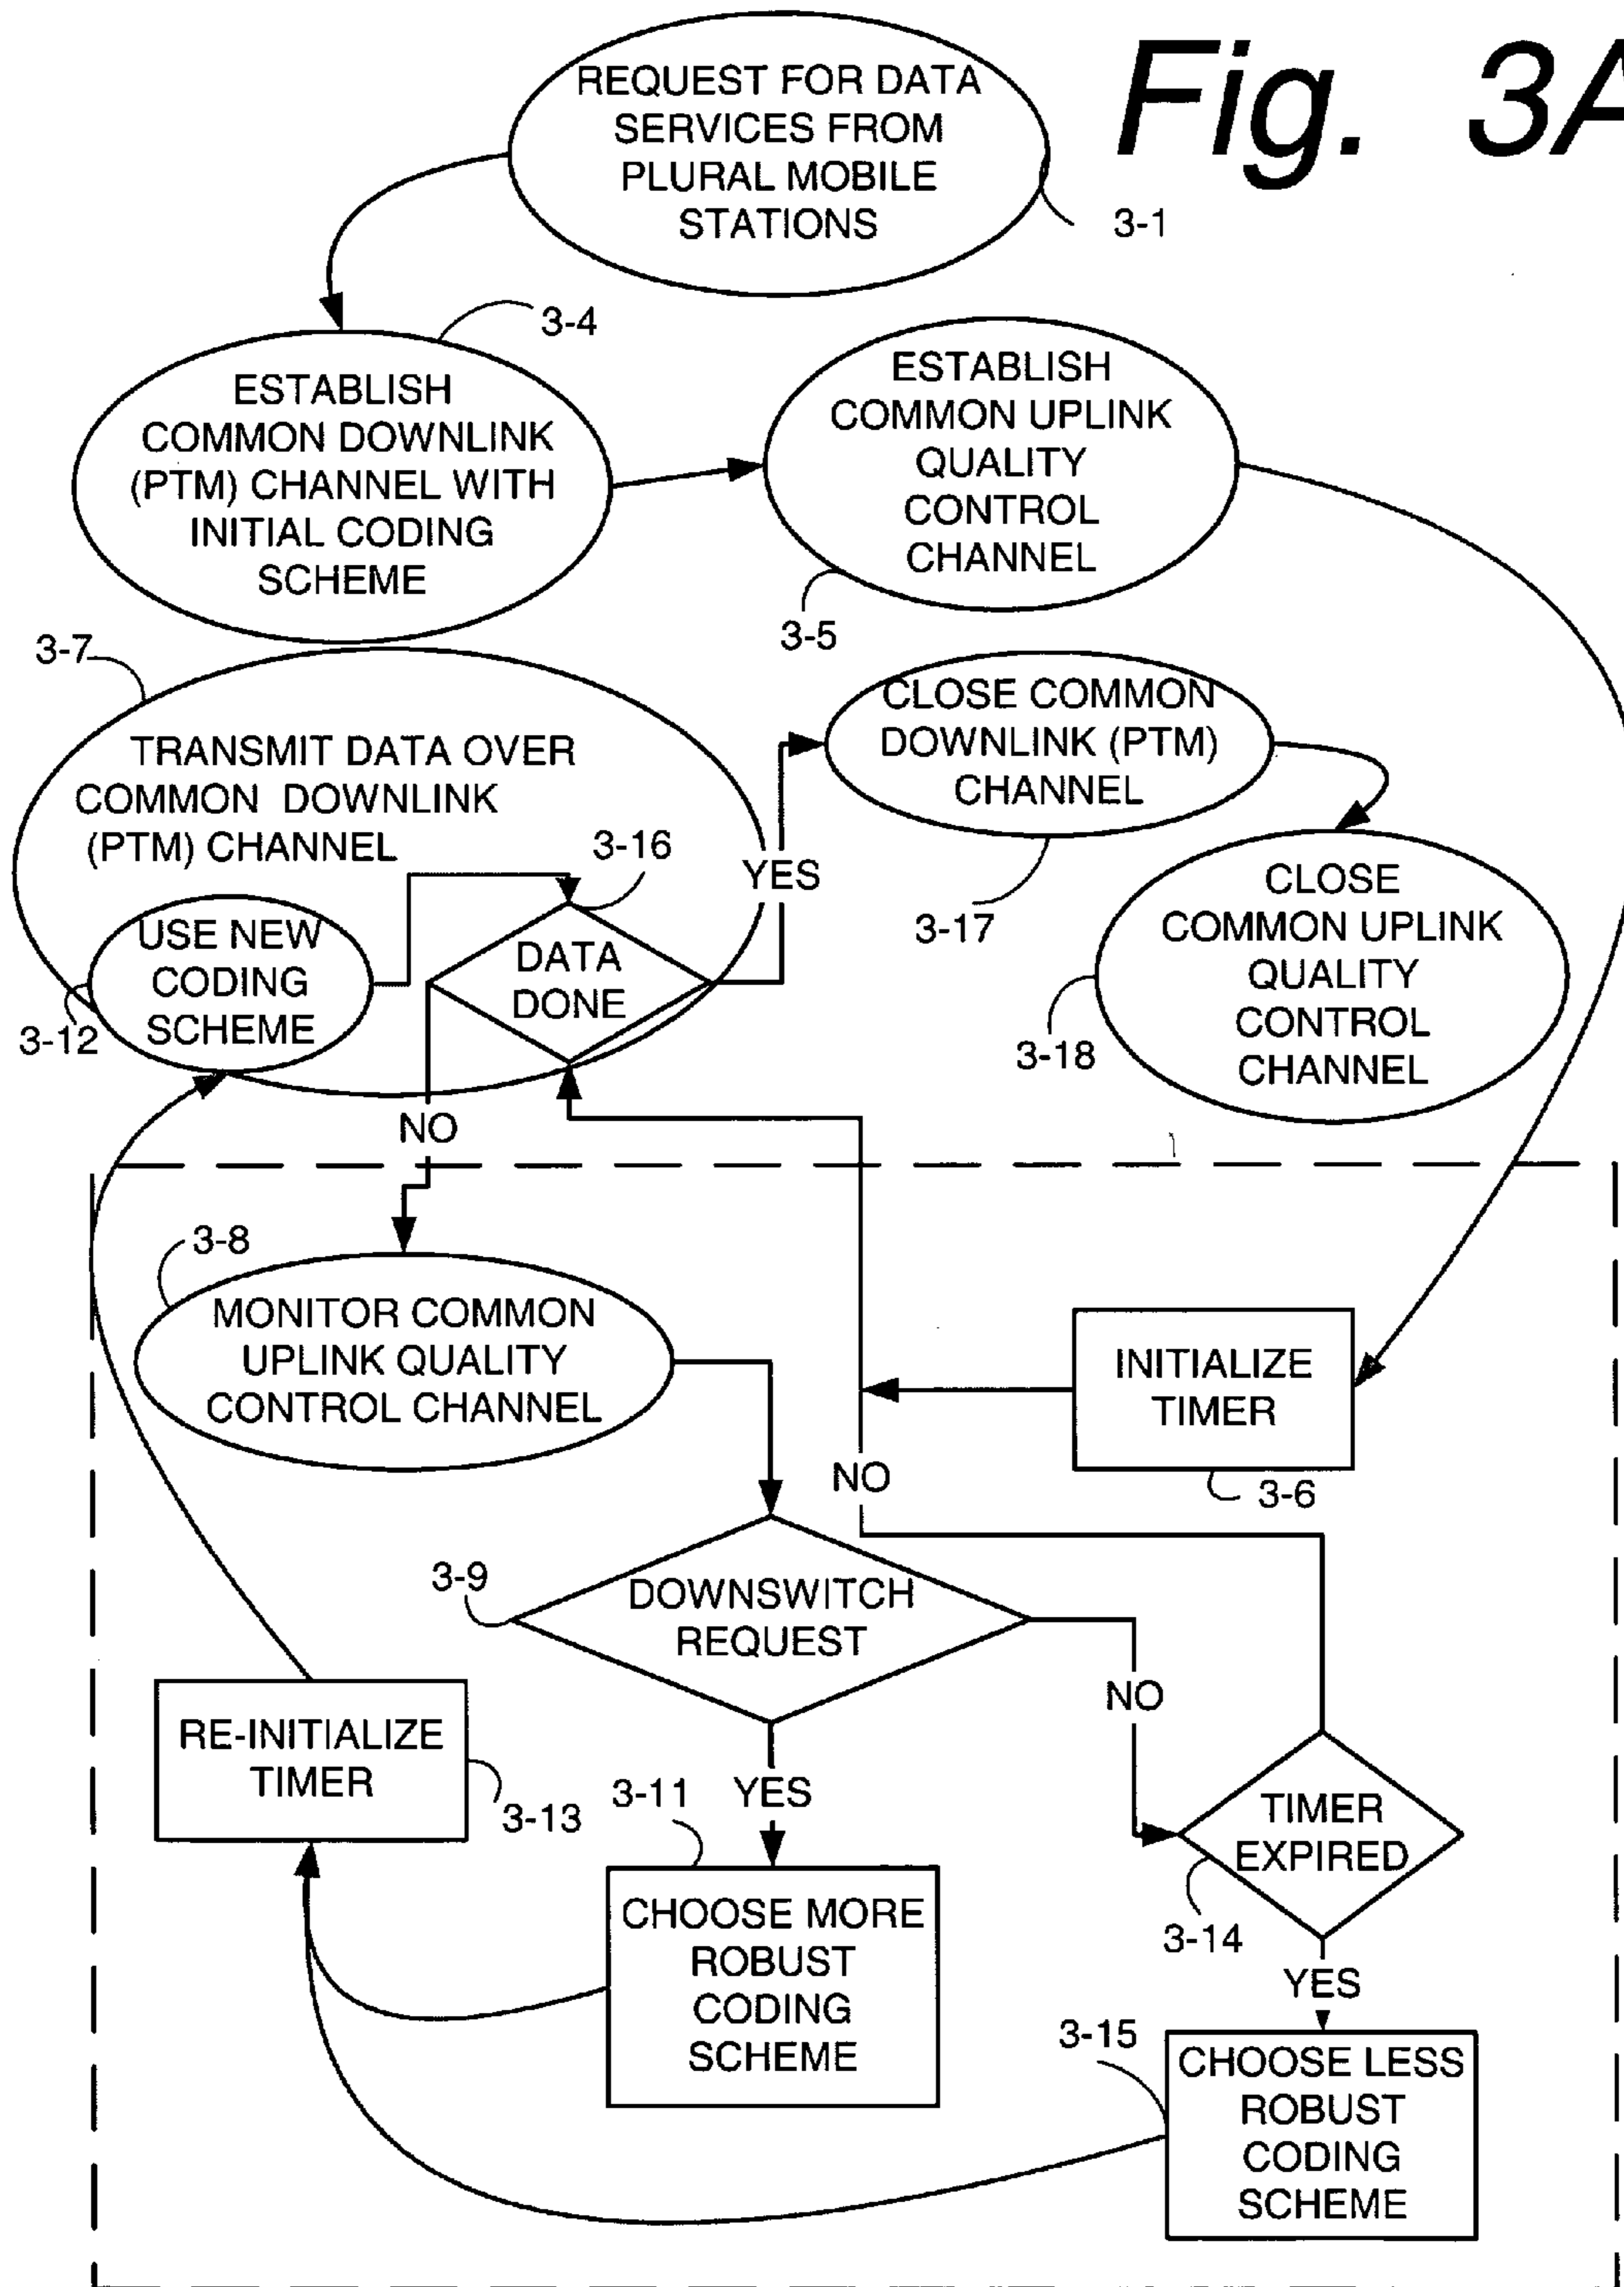 Fig. 3A
REQUEST FOR DATA
SERVICES FROM
PLURAL MOBILE
STATIONS
3-1
3-4
ESTABLISH
COMMON DOWNLINK
(PTM) CHANNEL WITH
INITIAL CODING
SCHEME
ESTABLISH
COMMON UPLINK
QUALITY
CONTROL
CHANNEL
3-5
3-7
TRANSMIT DATA OVER
COMMON DOWNLINK
(PTM) CHANNEL
3-16
YES
CLOSE COMMON
DOWNLINK (PTM)
CHANNEL
3-17
USE NEW
CODING
SCHEME
3-12
DATA
DONE
CLOSE
COMMON UPLINK
QUALITY
CONTROL
CHANNEL
3-18
NO
3-8
MONITOR COMMON
UPLINK QUALITY
CONTROL CHANNEL
INITIALIZE
TIMER
3-6
NO
3-9
DOWNSWITCH
REQUEST
NO
RE-INITIALIZE
TIMER
3-13
3-11
YES
TIMER
EXPIRED
3-14
CHOOSE MORE
ROBUST
CODING
SCHEME
YES
3-15
CHOOSE LESS
ROBUST
CODING
SCHEME